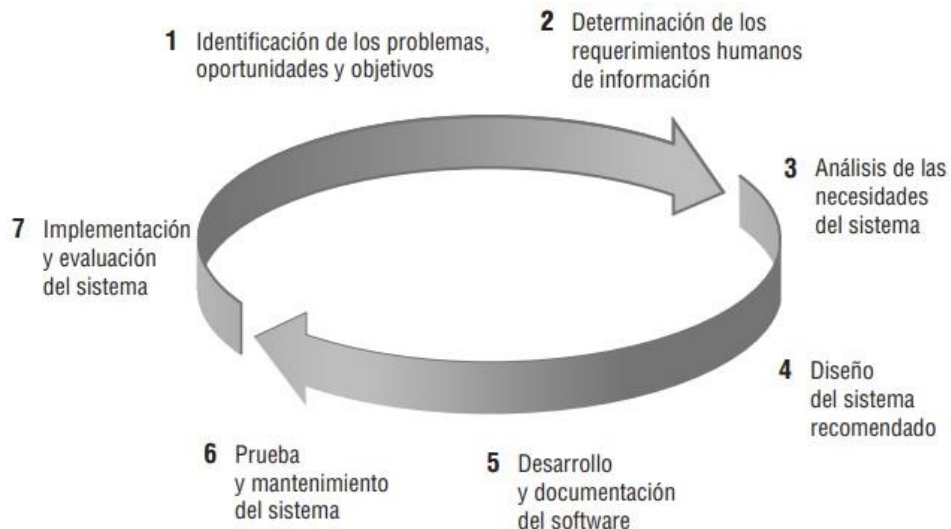 1 Identificación de los problemas,
oportunidades y objetivos
2 Determinación de los
requerimientos humanos
de información
3 Análisis de las
necesidades
del sistema
4 Diseño
del sistema
recomendado
5 Desarrollo
y documentación
del software
6 Prueba
y mantenimiento
del sistema
7 Implementación
y evaluación
del sistema